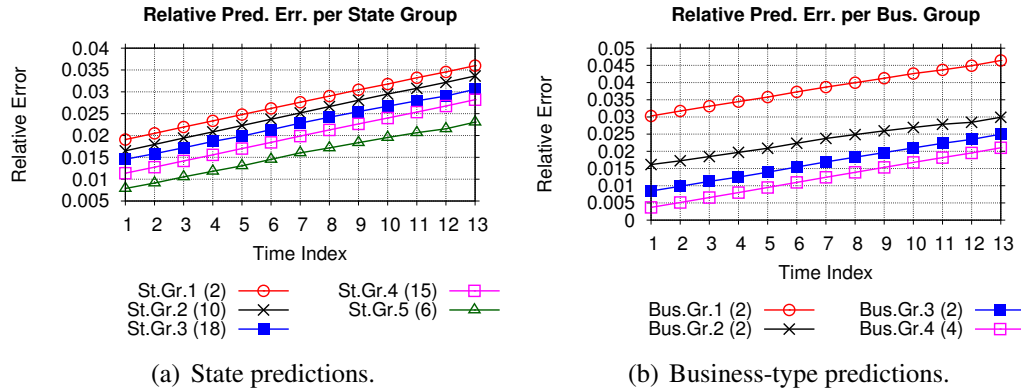 Relative Pred. Err. per State Group
Relative Error
0.04
0.035
0.03
0.025
0.02
0.015
0.01
0.005
1 2 3 4 5 6 7 8 9 10 11 12 13
Time Index
St.Gr.1 (2)
St.Gr.2 (10)
St.Gr.3 (18)
St.Gr.4 (15)
St.Gr.5 (6)
(a) State predictions.
Relative Pred. Err. per Bus. Group
Relative Error
0.05
0.045
0.04
0.035
0.03
0.025
0.02
0.015
0.01
0.005
0
1 2 3 4 5 6 7 8 9 10 11 12 13
Time Index
Bus.Gr.1 (2)
Bus.Gr.2 (2)
Bus.Gr.3 (2)
Bus.Gr.4 (4)
(b) Business-type predictions.